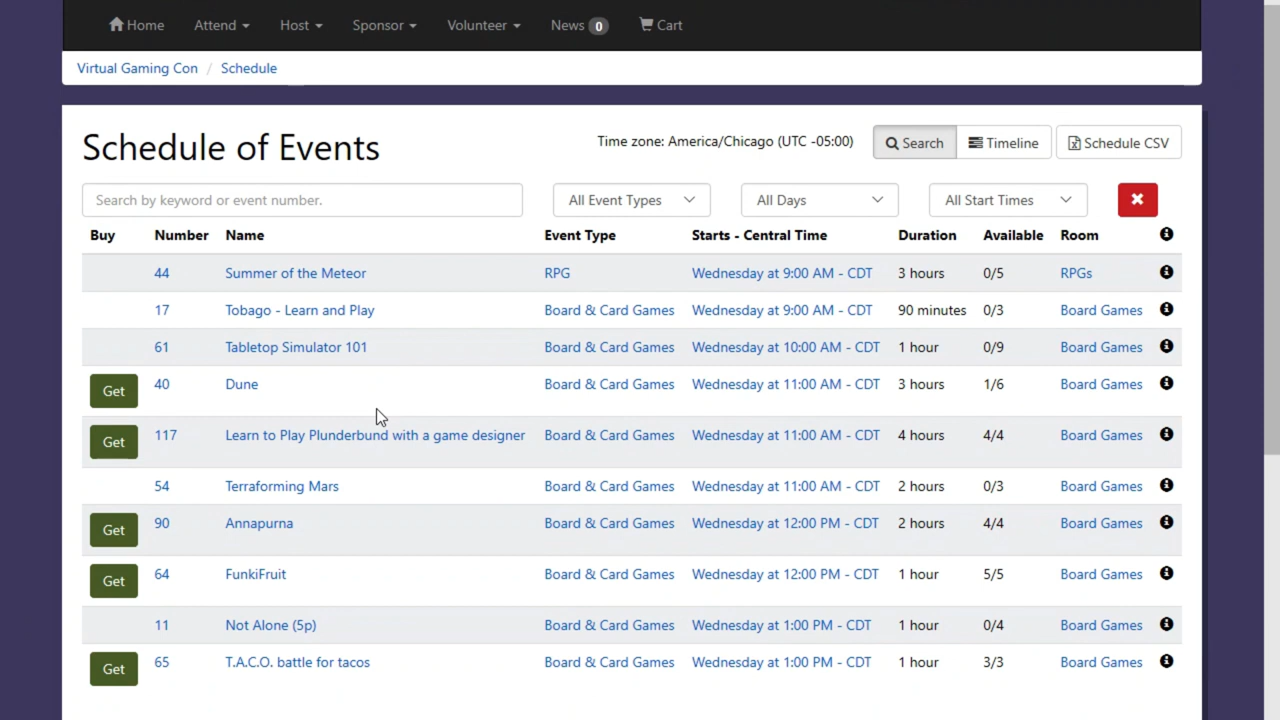 Home Attend Host Sponsor Volunteer News 0 Cart
Virtual Gaming Con / Schedule
Schedule of Events
Time zone: America/Chicago (UTC -05:00) Search Timeline Schedule CSV
Search by keyword or event number. All Event Types All Days All Start Times
Buy Number Name Event Type Starts - Central Time Duration Available Room
44 Summer of the Meteor RPG Wednesday at 9:00 AM - CDT 3 hours 0/5 RPGs
17 Tobago - Learn and Play Board & Card Games Wednesday at 9:00 AM - CDT 90 minutes 0/3 Board Games
61 Tabletop Simulator 101 Board & Card Games Wednesday at 10:00 AM - CDT 1 hour 0/9 Board Games
Get 40 Dune Board & Card Games Wednesday at 11:00 AM - CDT 3 hours 1/6 Board Games
Get 117 Learn to Play Plunderbund with a game designer Board & Card Games Wednesday at 11:00 AM - CDT 4 hours 4/4 Board Games
54 Terraforming Mars Board & Card Games Wednesday at 11:00 AM - CDT 2 hours 0/3 Board Games
Get 90 Annapurna Board & Card Games Wednesday at 12:00 PM - CDT 2 hours 4/4 Board Games
Get 64 FunkiFruit Board & Card Games Wednesday at 12:00 PM - CDT 1 hour 5/5 Board Games
11 Not Alone (5p) Board & Card Games Wednesday at 1:00 PM - CDT 1 hour 0/4 Board Games
Get 65 T.A.C.O. battle for tacos Board & Card Games Wednesday at 1:00 PM - CDT 1 hour 3/3 Board Games